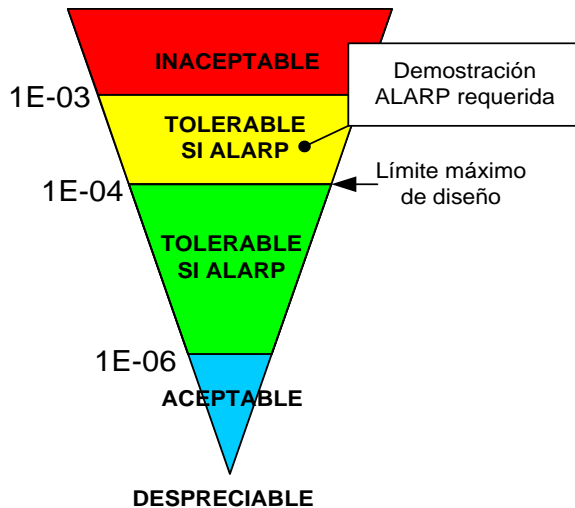 INACEPTABLE
Demostración
ALARP requerida
1E-03
TOLERABLE
SI ALARP
Límite máximo
de diseño
1E-04
TOLERABLE
SI ALARP
1E-06
ACEPTABLE
DESPRECIABLE